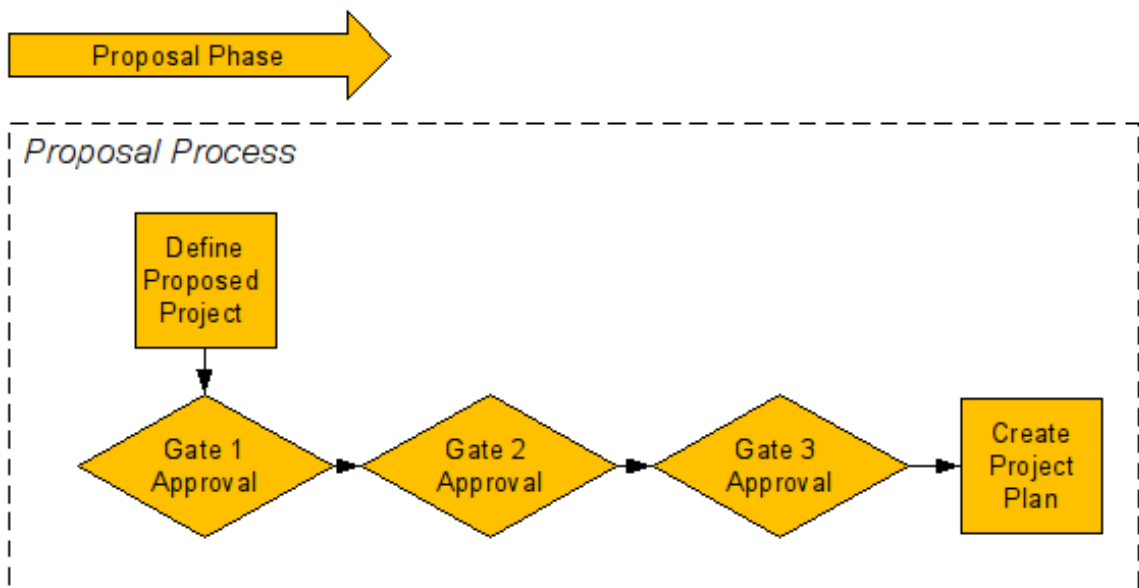 Proposal Phase
Proposal Process
Define
Proposed
Project
Gate 1
Approval
Gate 2
Approval
Gate 3
Approval
Create
Project
Plan